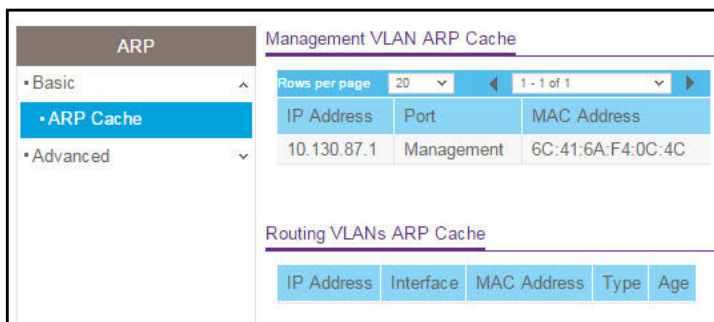 ARP
Basic
ARP Cache
Advanced
Management VLAN ARP Cache
Rows per page 20 1 - 1 of 1
IP Address Port MAC Address
10.130.87.1 Management 6C:41:6A:F4:0C:4C
Routing VLANs ARP Cache
IP Address Interface MAC Address Type Age